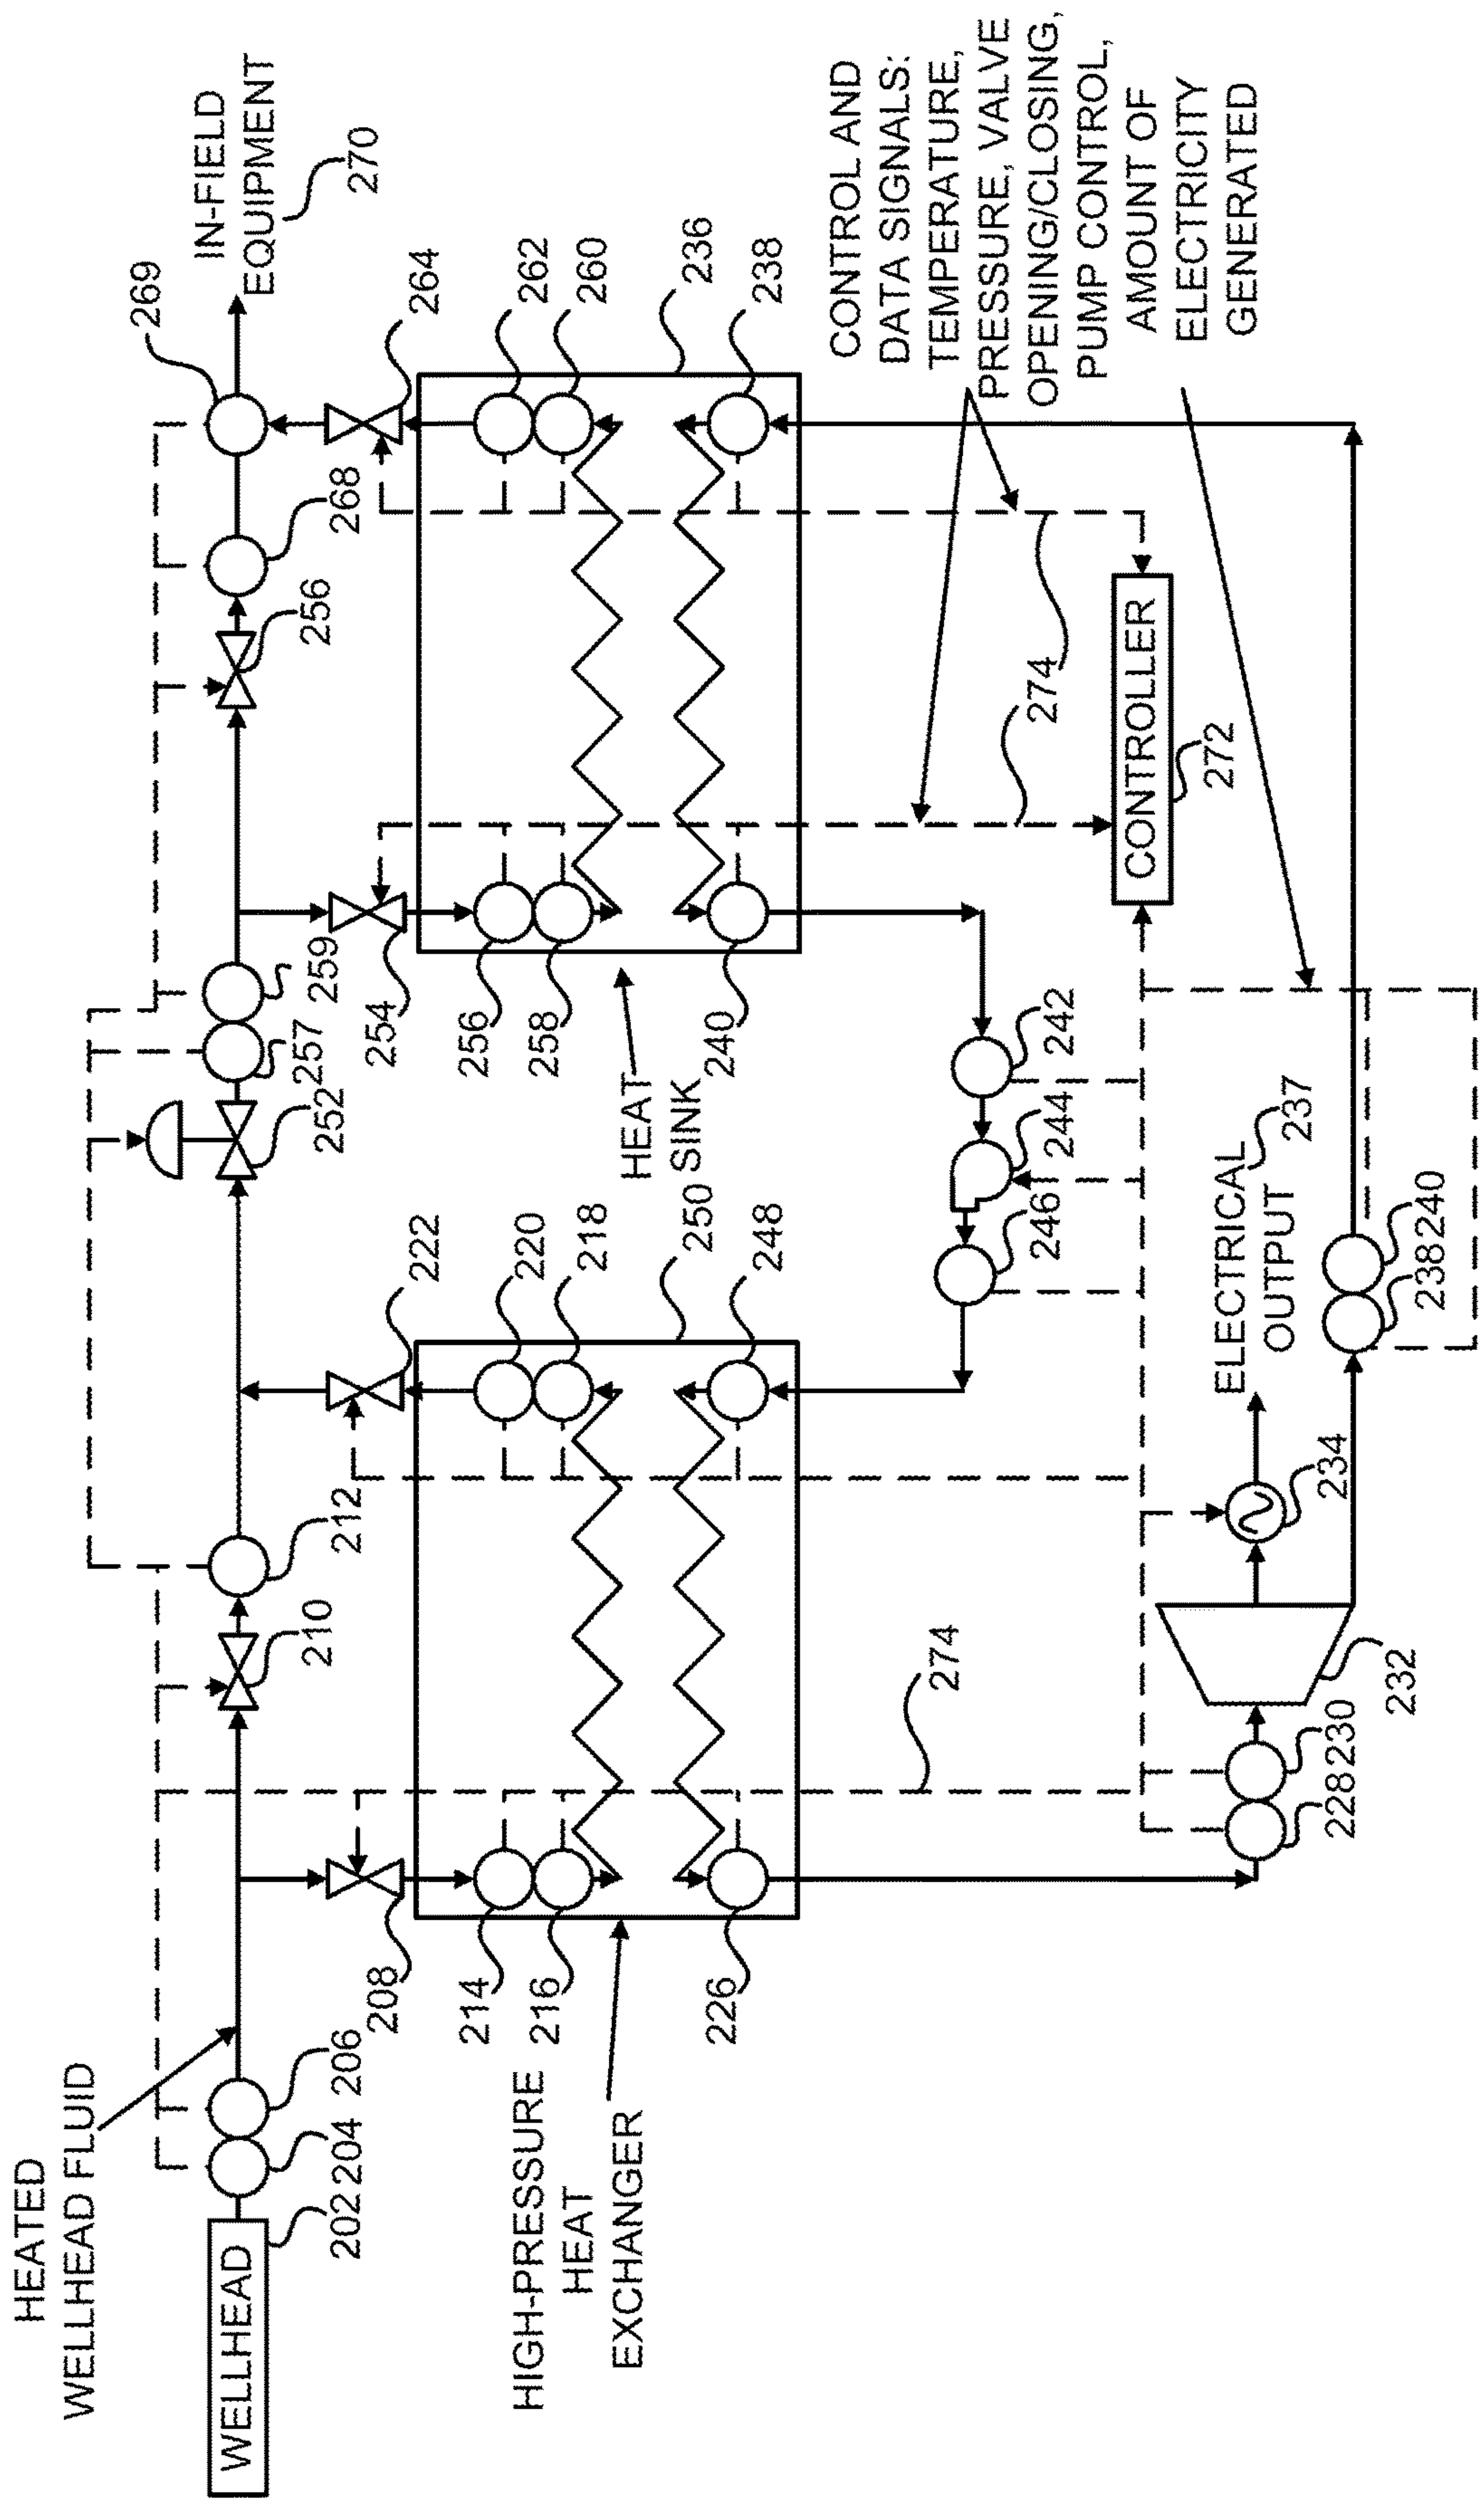 HEATED
WELLHEAD FLUID
WELLHEAD
202
204
206
208
210
212
214
216
HIGH-PRESSURE
HEAT
EXCHANGER
226
222
220
218
250
248
274
228
230
232
234
ELECTRICAL
OUTPUT
237
238
240
252
257
259
254
256
258
HEAT
SINK
240
242
244
246
256
268
269
IN-FIELD
EQUIPMENT
270
264
262
260
236
238
274
CONTROLLER
272
CONTROL AND
DATA SIGNALS:
TEMPERATURE,
PRESSURE, VALVE
OPENING/CLOSING,
PUMP CONTROL,
AMOUNT OF
ELECTRICITY
GENERATED